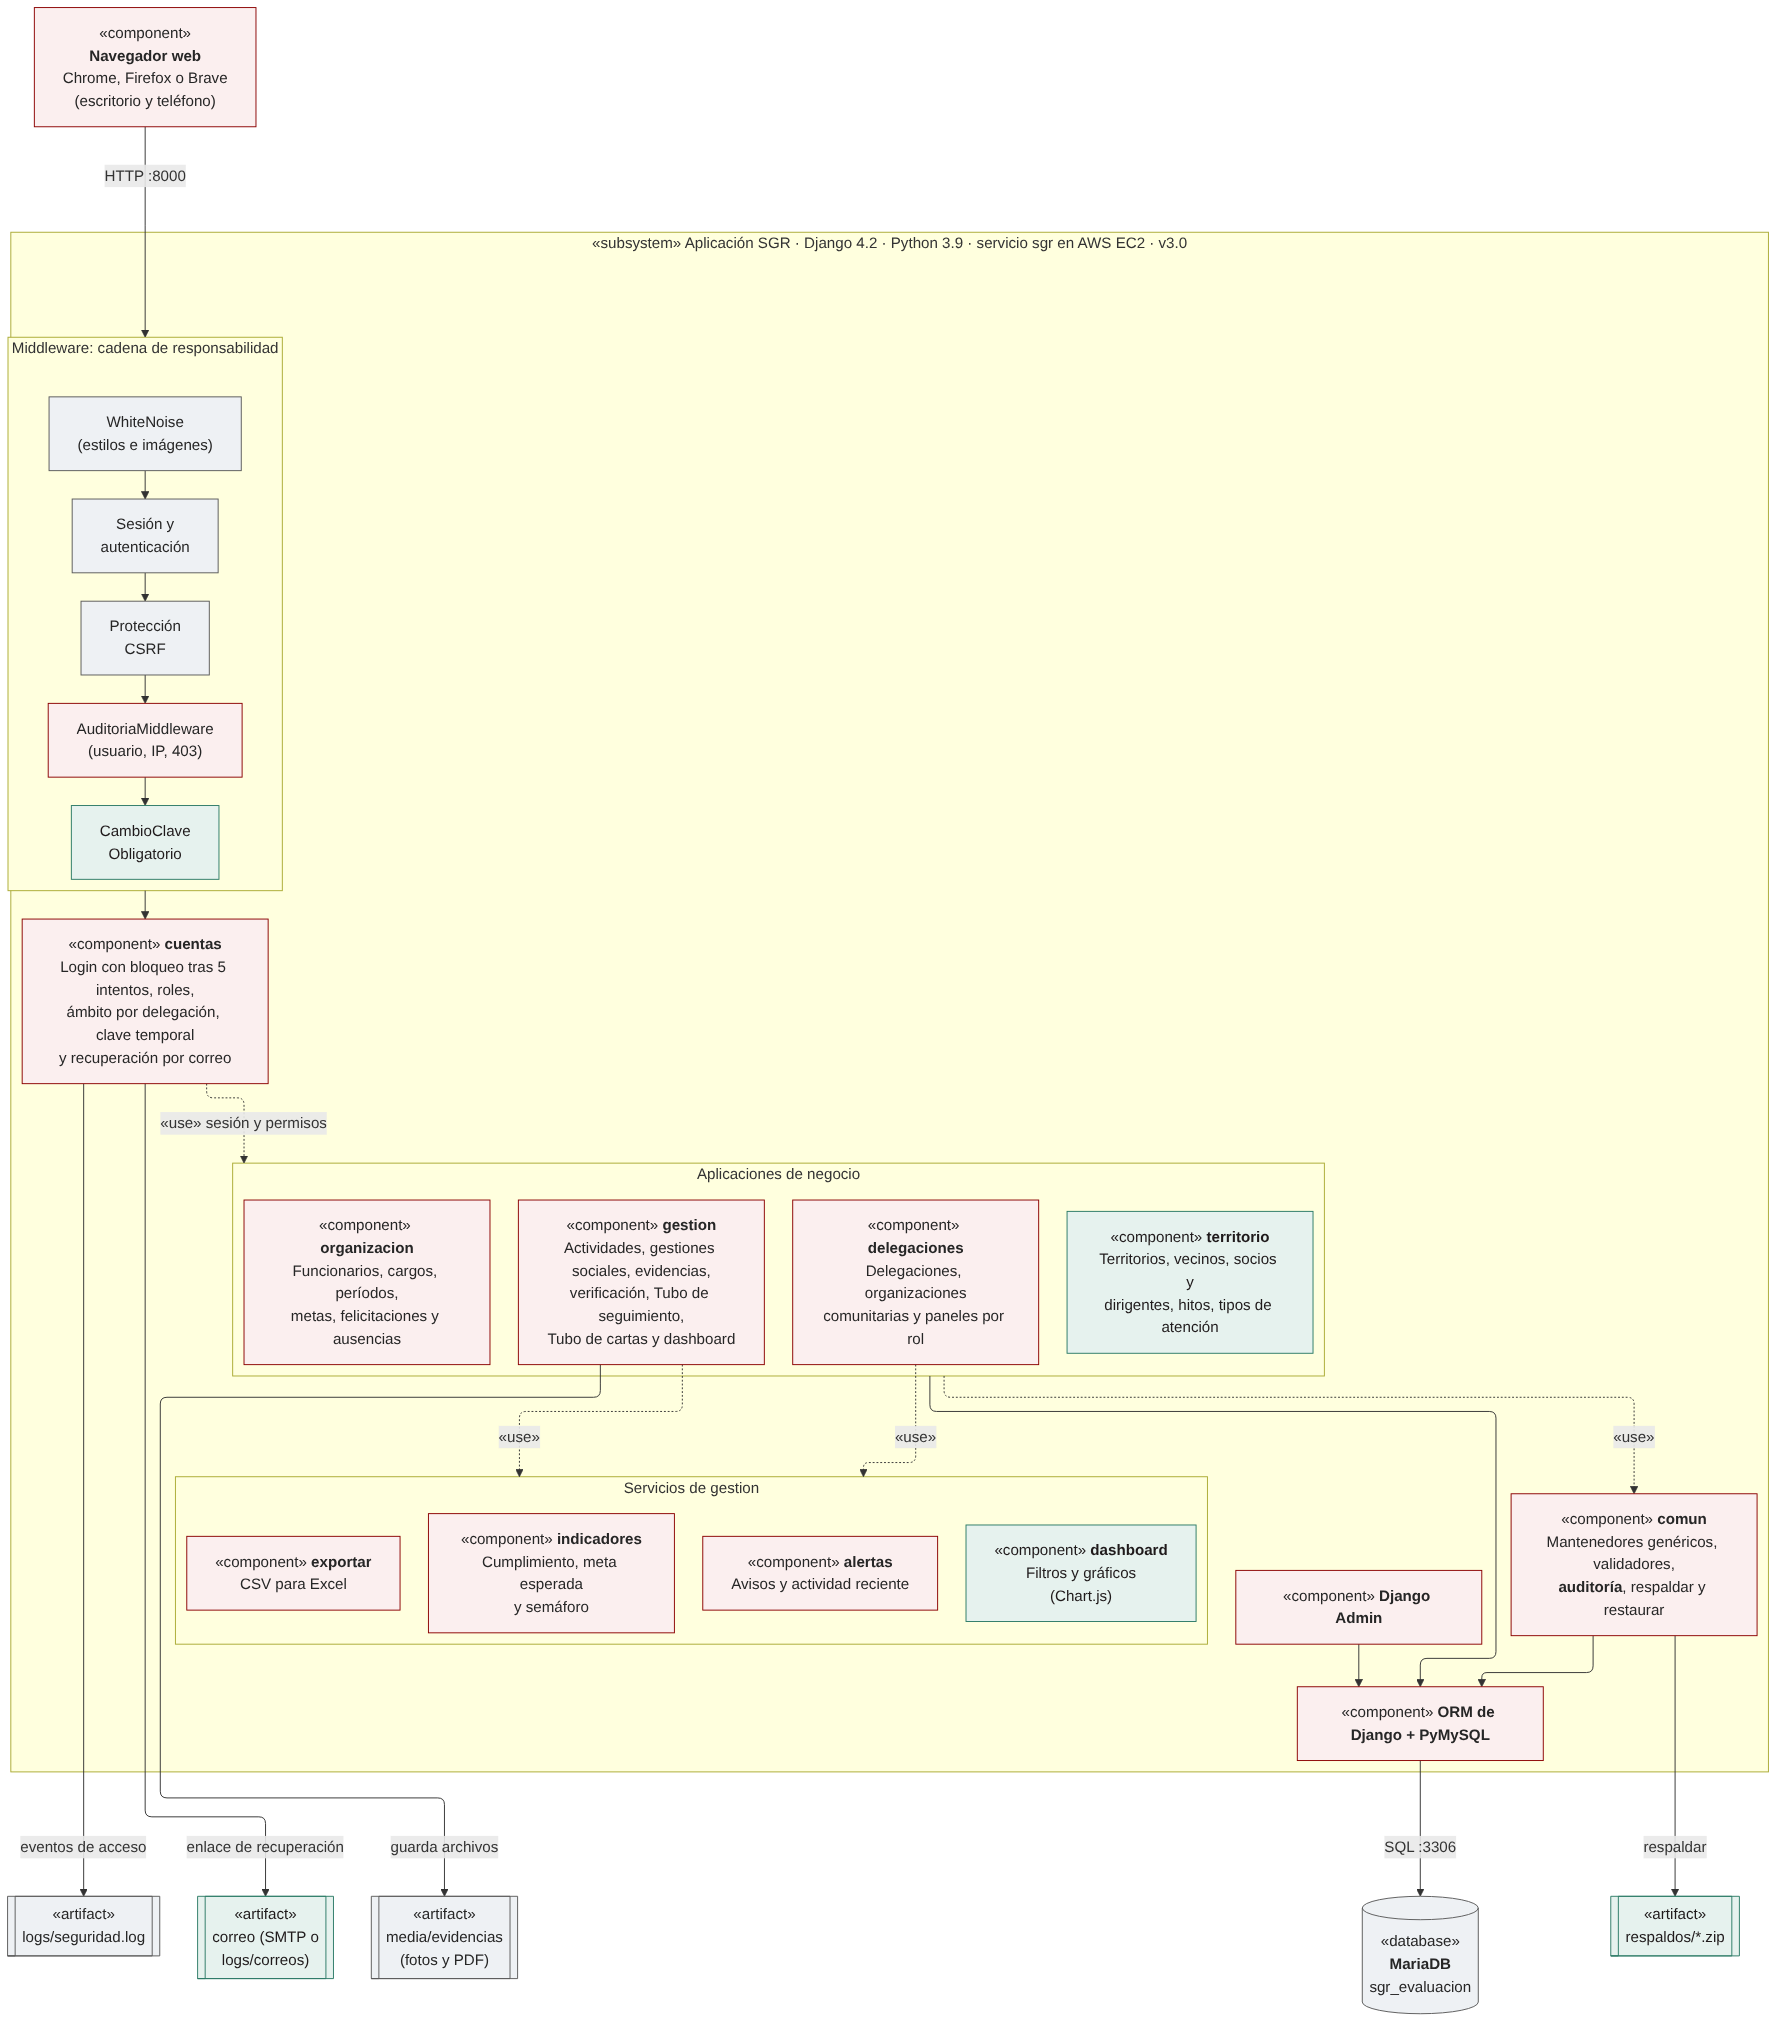 «component»
Navegador web
Chrome, Firefox o Brave
(escritorio y teléfono)
HTTP :8000
«subsystem» Aplicación SGR · Django 4.2 · Python 3.9 · servicio sgr en AWS EC2 · v3.0
Middleware: cadena de responsabilidad
WhiteNoise
(estilos e imágenes)
Sesión y
autenticación
Protección
CSRF
AuditoriaMiddleware
(usuario, IP, 403)
CambioClave
Obligatorio
«component» cuentas
Login con bloqueo tras 5
intentos, roles,
ámbito por delegación,
clave temporal
y recuperación por correo
«use» sesión y permisos
Aplicaciones de negocio
«component»
organizacion
Funcionarios, cargos,
períodos,
metas, felicitaciones y
ausencias
«component» gestion
Actividades, gestiones
sociales, evidencias,
verificación, Tubo de
seguimiento,
Tubo de cartas y dashboard
«component»
delegaciones
Delegaciones,
organizaciones
comunitarias y paneles por
rol
«component» territorio
Territorios, vecinos, socios
y
dirigentes, hitos, tipos de
atención
«use»
«use»
«use»
Servicios de gestion
«component» exportar
CSV para Excel
«component» indicadores
Cumplimiento, meta
esperada
y semáforo
«component» alertas
Avisos y actividad reciente
«component» dashboard
Filtros y gráficos
(Chart.js)
«component» Django
Admin
«component» comun
Mantenedores genéricos,
validadores,
auditoría, respaldar y
restaurar
«component» ORM de
Django + PyMySQL
eventos de acceso
enlace de recuperación
guarda archivos
SQL :3306
respaldar
«artifact»
logs/seguridad.log
«artifact»
correo (SMTP o
logs/correos)
«artifact»
media/evidencias
(fotos y PDF)
«database»
MariaDB
sgr_evaluacion
«artifact»
respaldos/*.zip